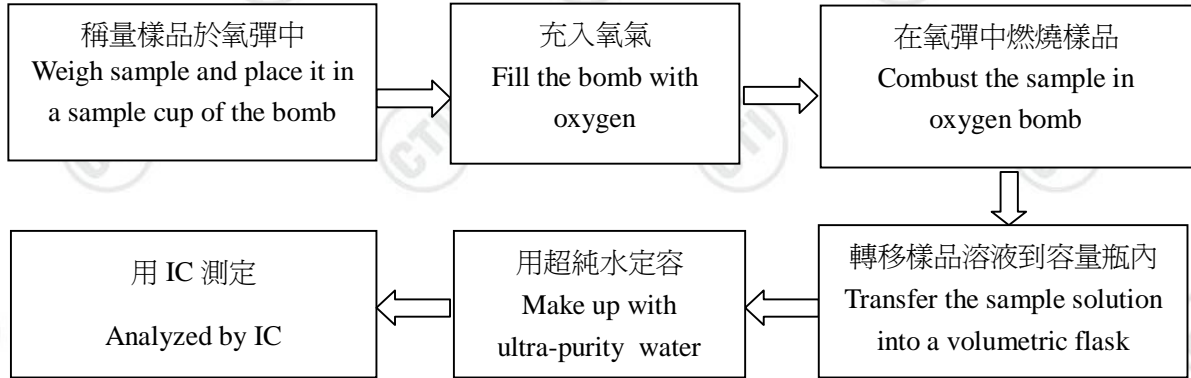 稱量樣品於氧彈中
Weigh sample and place it in
a sample cup of the bomb
充入氧氣
Fill the bomb with
oxygen
在氧彈中燃燒樣品
Combust the sample in
oxygen bomb
轉移樣品溶液到容量瓶內
Transfer the sample solution
into a volumetric flask
用超純水定容
Make up with
ultra-purity water
用 IC 測定
Analyzed by IC
CTI
CTI
CTI
CTI